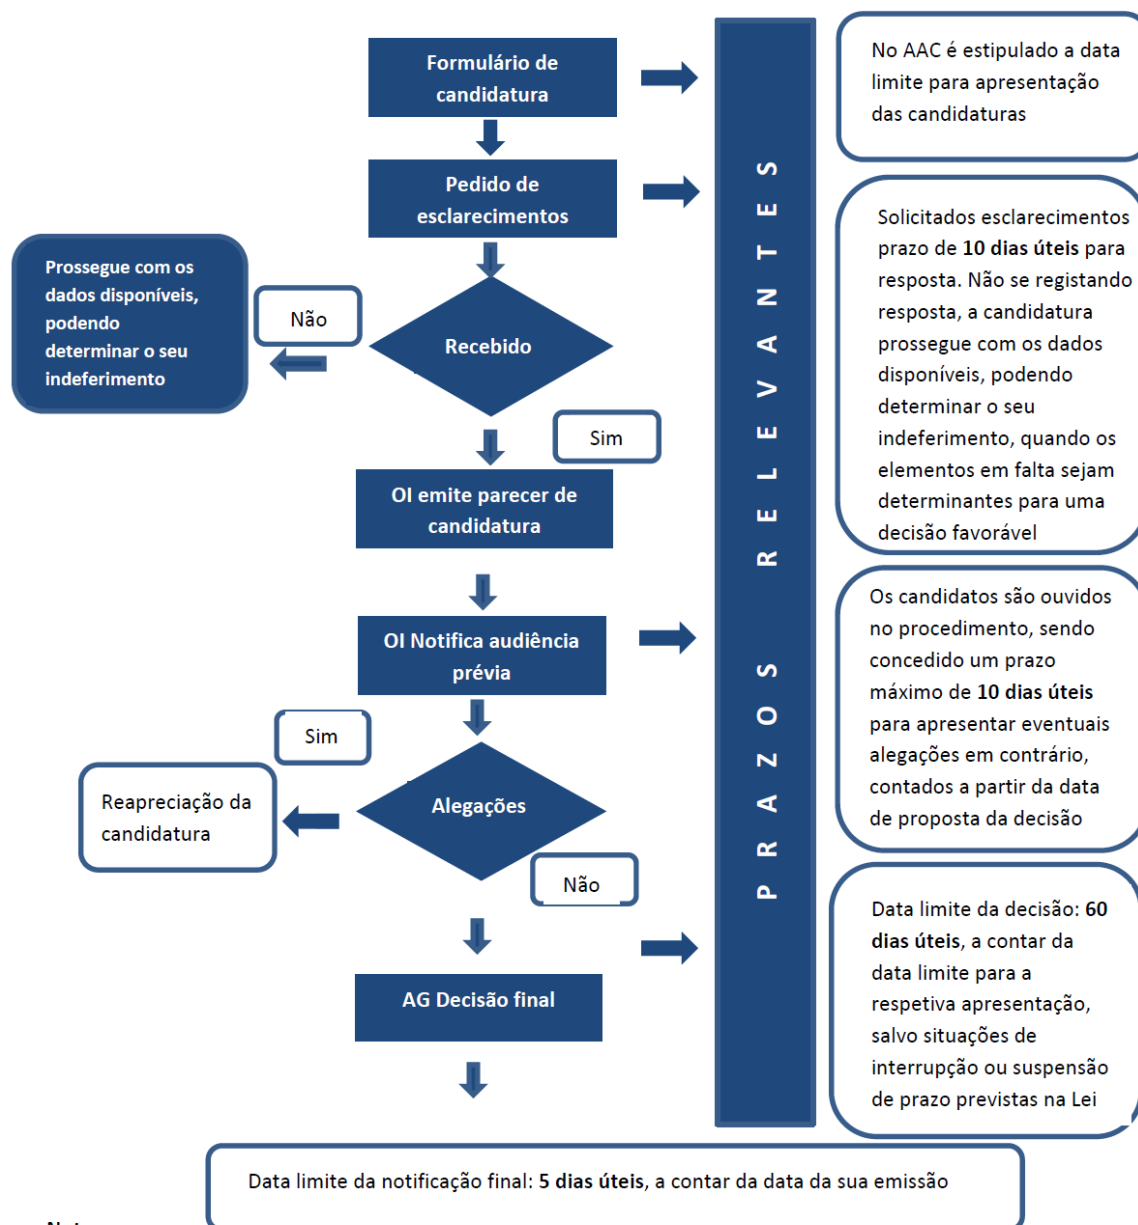 Formulário de
candidatura
No AAC é estipulado a data
limite para apresentação
das candidaturas
Pedido de
esclarecimentos
Solicitados esclarecimentos
prazo de 10 dias úteis para
resposta. Não se registando
resposta, a candidatura
prossegue com os dados
disponíveis, podendo
determinar o seu
indeferimento, quando os
elementos em falta sejam
determinantes para uma
decisão favorável
Prossegue com os
dados disponíveis,
podendo
determinar o seu
indeferimento
Não
Recebido
Sim
OI emite parecer de
candidatura
OI Notifica audiência
prévia
Os candidatos são ouvidos
no procedimento, sendo
concedido um prazo
máximo de 10 dias úteis
para apresentar eventuais
alegações em contrário,
contados a partir da data
de proposta da decisão
Sim
Reapreciação da
candidatura
Alegações
Não
AG Decisão final
Data limite da decisão: 60
dias úteis, a contar da
data limite para a
respetiva apresentação,
salvo situações de
interrupção ou suspensão
de prazo previstas na Lei
PRAZOS RELEVANTES
Data limite da notificação final: 5 dias úteis, a contar da data da sua emissão